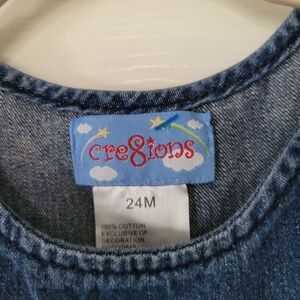 cre8ions
24M
100% COTTON
EXCLUSIVE OF
DECORATION